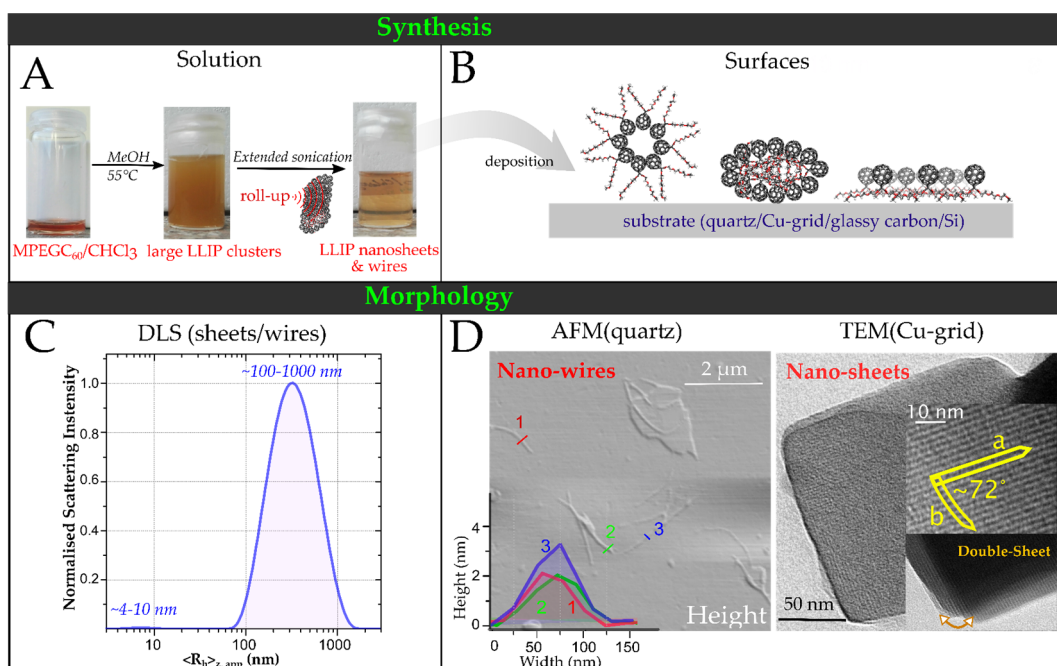 Synthesis
A
Solution
MeOH
55°C
Extended sonication
roll-up
MPEGC₆₀/CHCl3
large LLIP clusters
LLIP nanosheets
& wires
B
Surfaces
deposition
substrate (quartz/Cu-grid/glassy carbon/Si)
Morphology
C
DLS (sheets/wires)
Normalised Scattering Instensity
1.0
0.8
0.6
0.4
0.2
~100-1000 nm
~4-10 nm
10
100
1000
<Rₕ>z, app (nm)
D
AFM(quartz)
Nano-wires
2 µm
1
2
3
Height (nm)
4
2
0
3
2
1
0
50
100
150
Width (nm)
Height
TEM(Cu-grid)
Nano-sheets
10 nm
a
~72°
b
Double-Sheet
50 nm